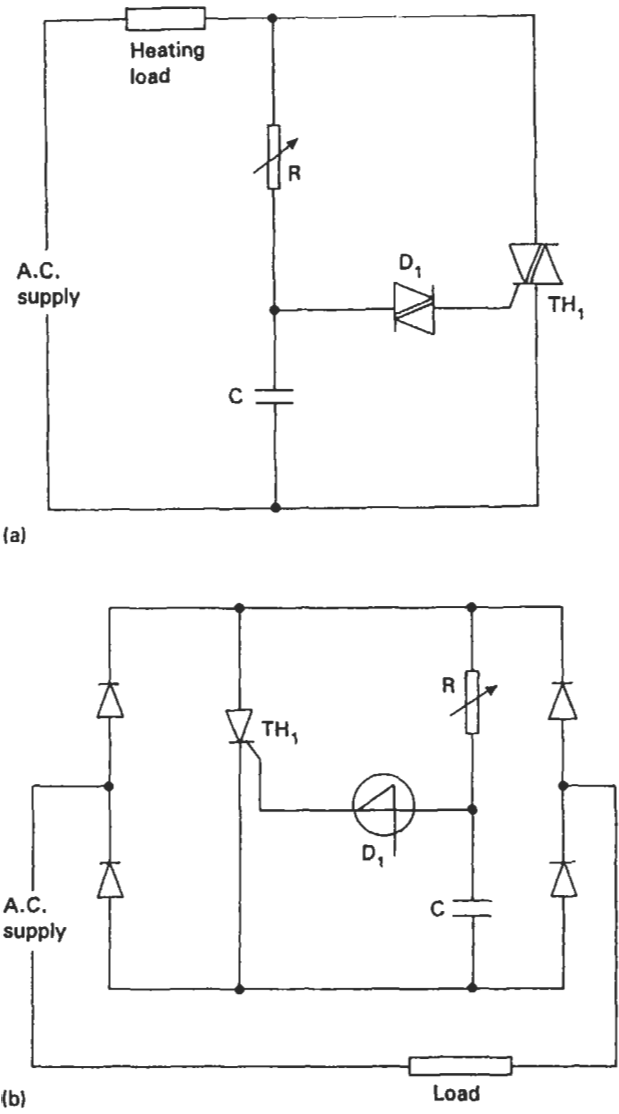 Heating
load
R
D₁
A.C.
supply
TH₁
C
(a)
R
TH₁
D₁
C
A.C.
supply
Load
(b)